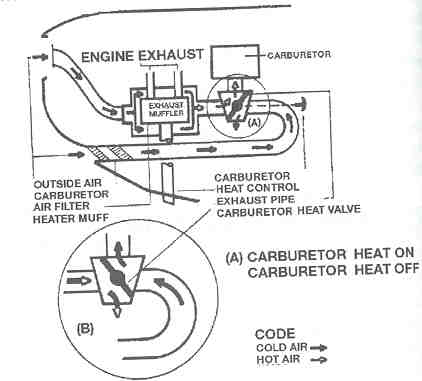 ENGINE EXHAUST
CARBURETOR
EXHAUST
MUFFLER
(A)
OUTSIDE AIR
CARBURETOR
AIR FILTER
HEATER MUFF
CARBURETOR
HEAT CONTROL
EXHAUST PIPE
CARBURETOR HEAT VALVE
(B)
(A) CARBURETOR HEAT ON
CARBURETOR HEAT OFF
CODE
COLD AIR
HOT AIR